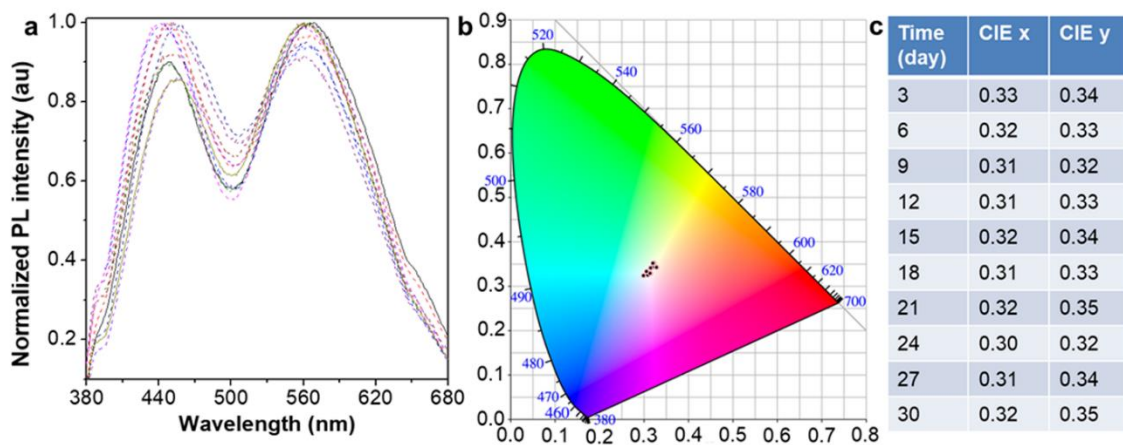 a
Normalized PL intensity (au)
1.0
0.8
0.6
0.4
0.2
380 440 500 560 620 680
Wavelength (nm)
b
0.9
0.8
0.7
0.6
0.5
0.4
0.3
0.2
0.1
0.0
0.0 0.1 0.2 0.3 0.4 0.5 0.6 0.7 0.8
520
540
560
580
600
620
700
500
490
480
470
460
380
c
Time (day) CIE x CIE y
3 0.33 0.34
6 0.32 0.33
9 0.31 0.32
12 0.31 0.33
15 0.32 0.34
18 0.31 0.33
21 0.32 0.35
24 0.30 0.32
27 0.31 0.34
30 0.32 0.35